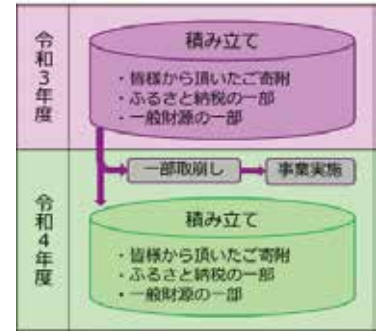 令和3年度
積み立て
・皆様から頂いたご寄附
・ふるさと納税の一部
・一般財源の一部
一部取崩し
事業実施
令和4年度
積み立て
・皆様から頂いたご寄附
・ふるさと納税の一部
・一般財源の一部